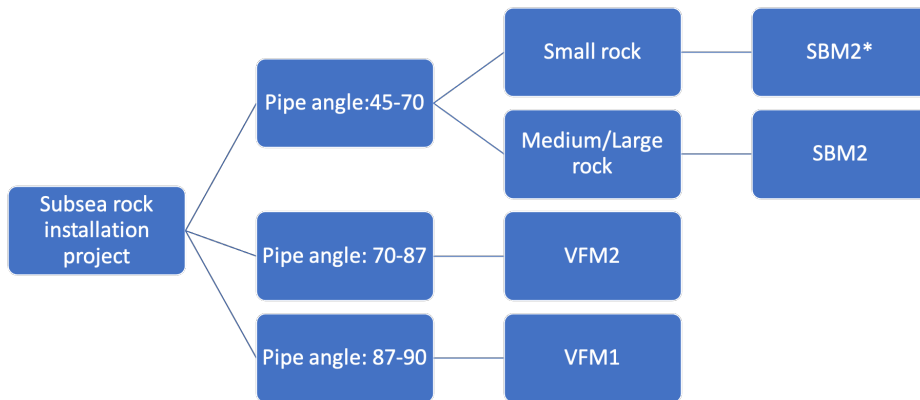 Small rock
SBM2*
Pipe angle:45-70
Medium/Large
rock
SBM2
Subsea rock
installation
project
Pipe angle: 70-87
VFM2
Pipe angle: 87-90
VFM1